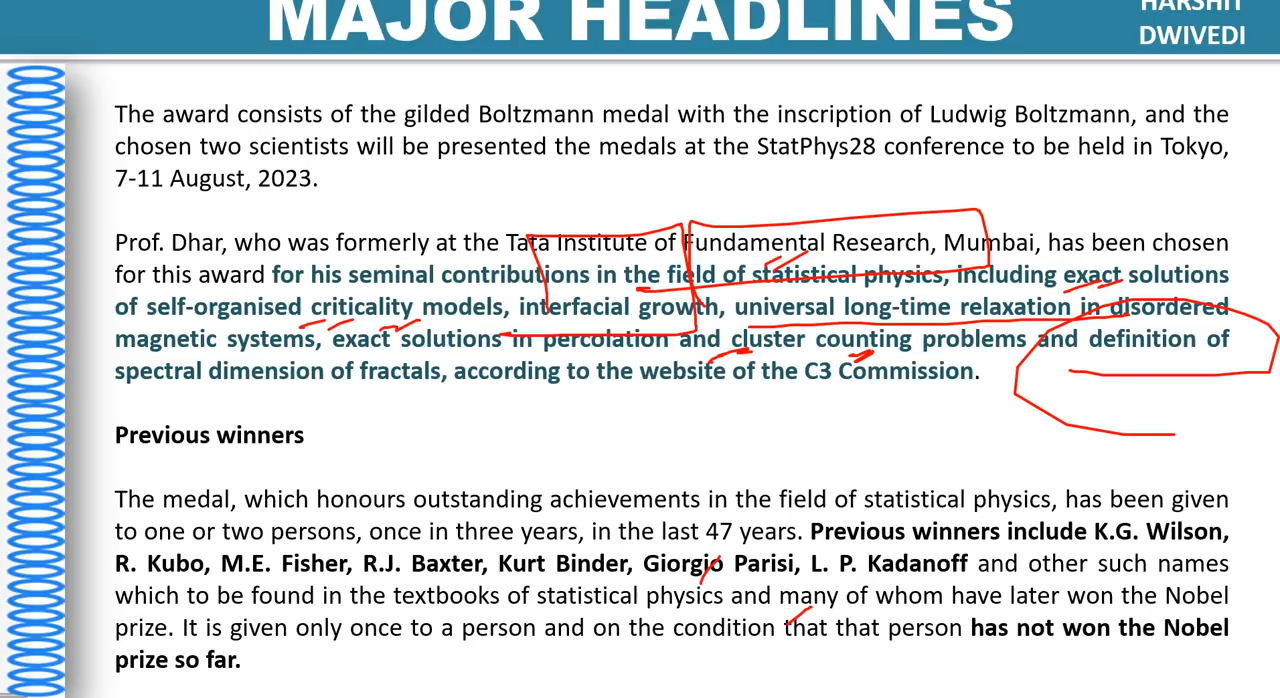 MAJOR HEADLINES
HARSHIT
DWIVEDI
The award consists of the gilded Boltzmann medal with the inscription of Ludwig Boltzmann, and the
chosen two scientists will be presented the medals at the StatPhys28 conference to be held in Tokyo,
7-11 August, 2023.
Prof. Dhar, who was formerly at the Tata Institute of Fundamental Research, Mumbai, has been chosen
for this award for his seminal contributions in the field of statistical physics, including exact solutions
of self-organised criticality models, interfacial growth, universal long-time relaxation in disordered
magnetic systems, exact solutions in percolation and cluster counting problems and definition of
spectral dimension of fractals, according to the website of the C3 Commission.
Previous winners
The medal, which honours outstanding achievements in the field of statistical physics, has been given
to one or two persons, once in three years, in the last 47 years. Previous winners include K.G. Wilson,
R. Kubo, M.E. Fisher, R.J. Baxter, Kurt Binder, Giorgio Parisi, L. P. Kadanoff and other such names
which to be found in the textbooks of statistical physics and many of whom have later won the Nobel
prize. It is given only once to a person and on the condition that that person has not won the Nobel
prize so far.